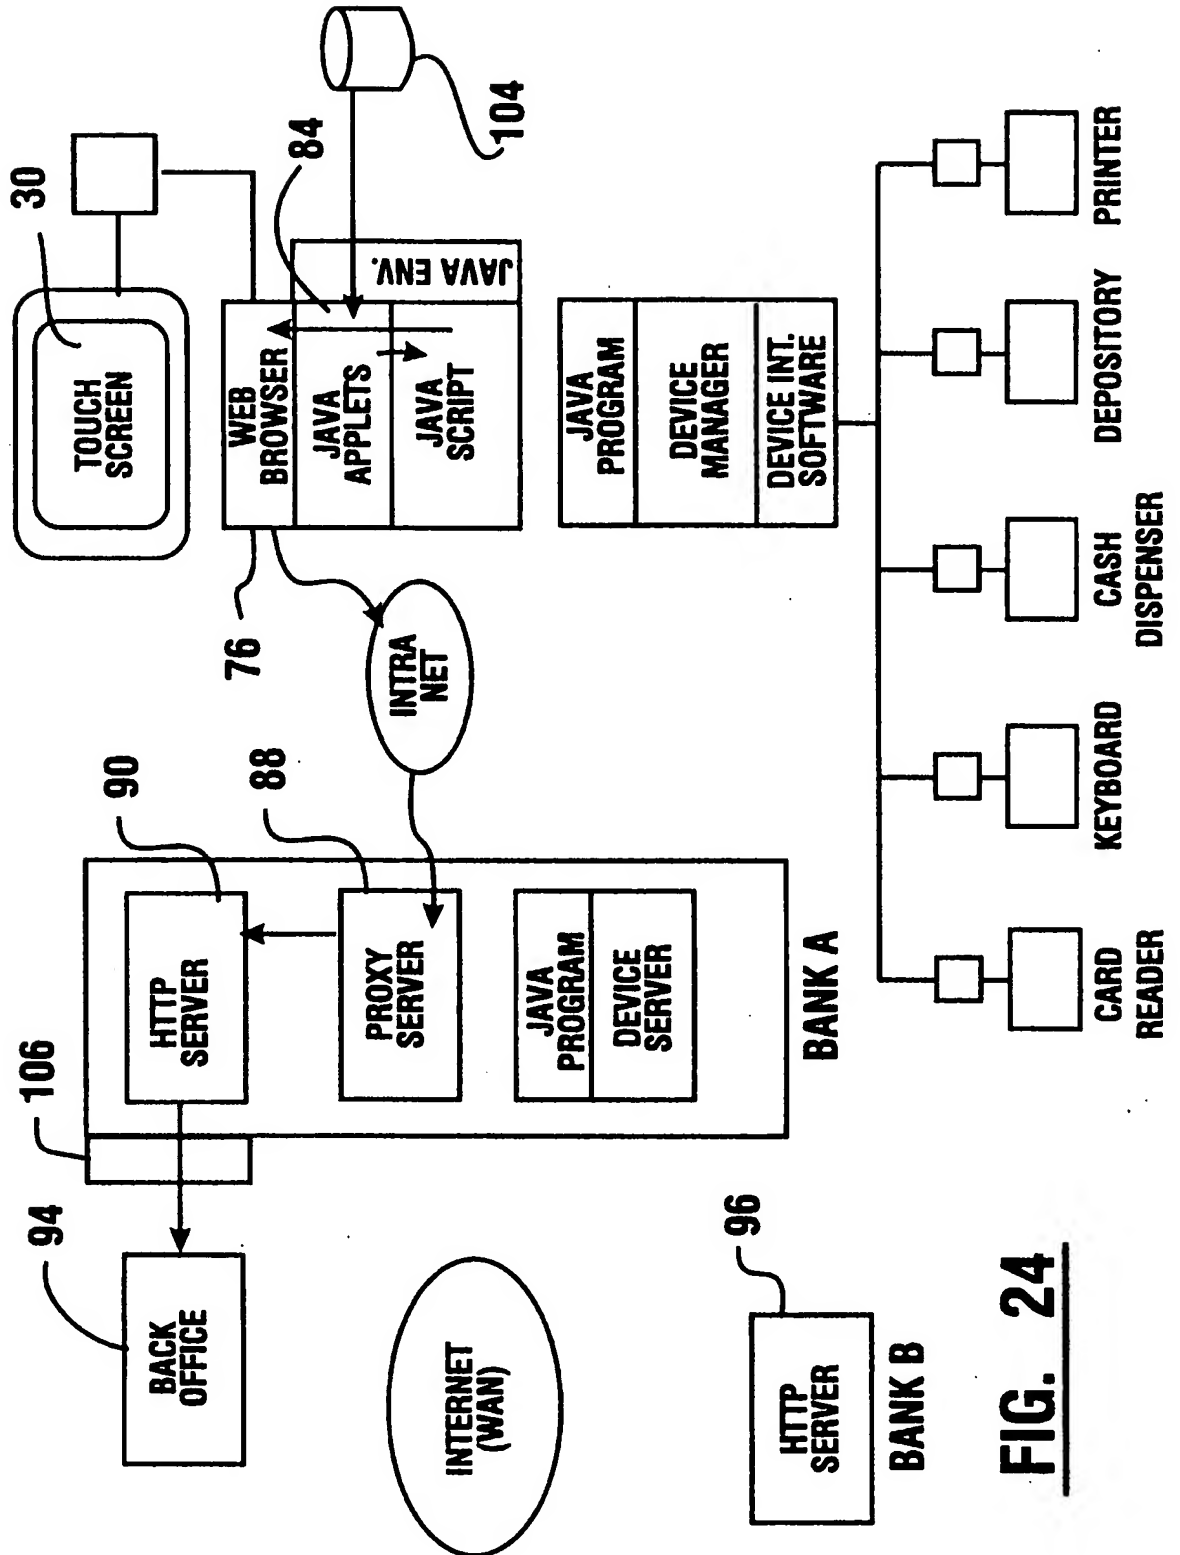 94
BACK
OFFICE
106
90
HTTP
SERVER
88
PROXY
SERVER
JAVA
PROGRAM
DEVICE
SERVER
BANK A
INTERNET
(WAN)
96
HTTP
SERVER
BANK B
30
TOUCH
SCREEN
76
WEB
BROWSER
JAVA
APPLETS
JAVA
SCRIPT
JAVA ENV.
84
104
INTRA
NET
JAVA
PROGRAM
DEVICE
MANAGER
DEVICE INT.
SOFTWARE
CARD
READER
KEYBOARD
CASH
DISPENSER
DEPOSITORY
PRINTER
FIG. 24